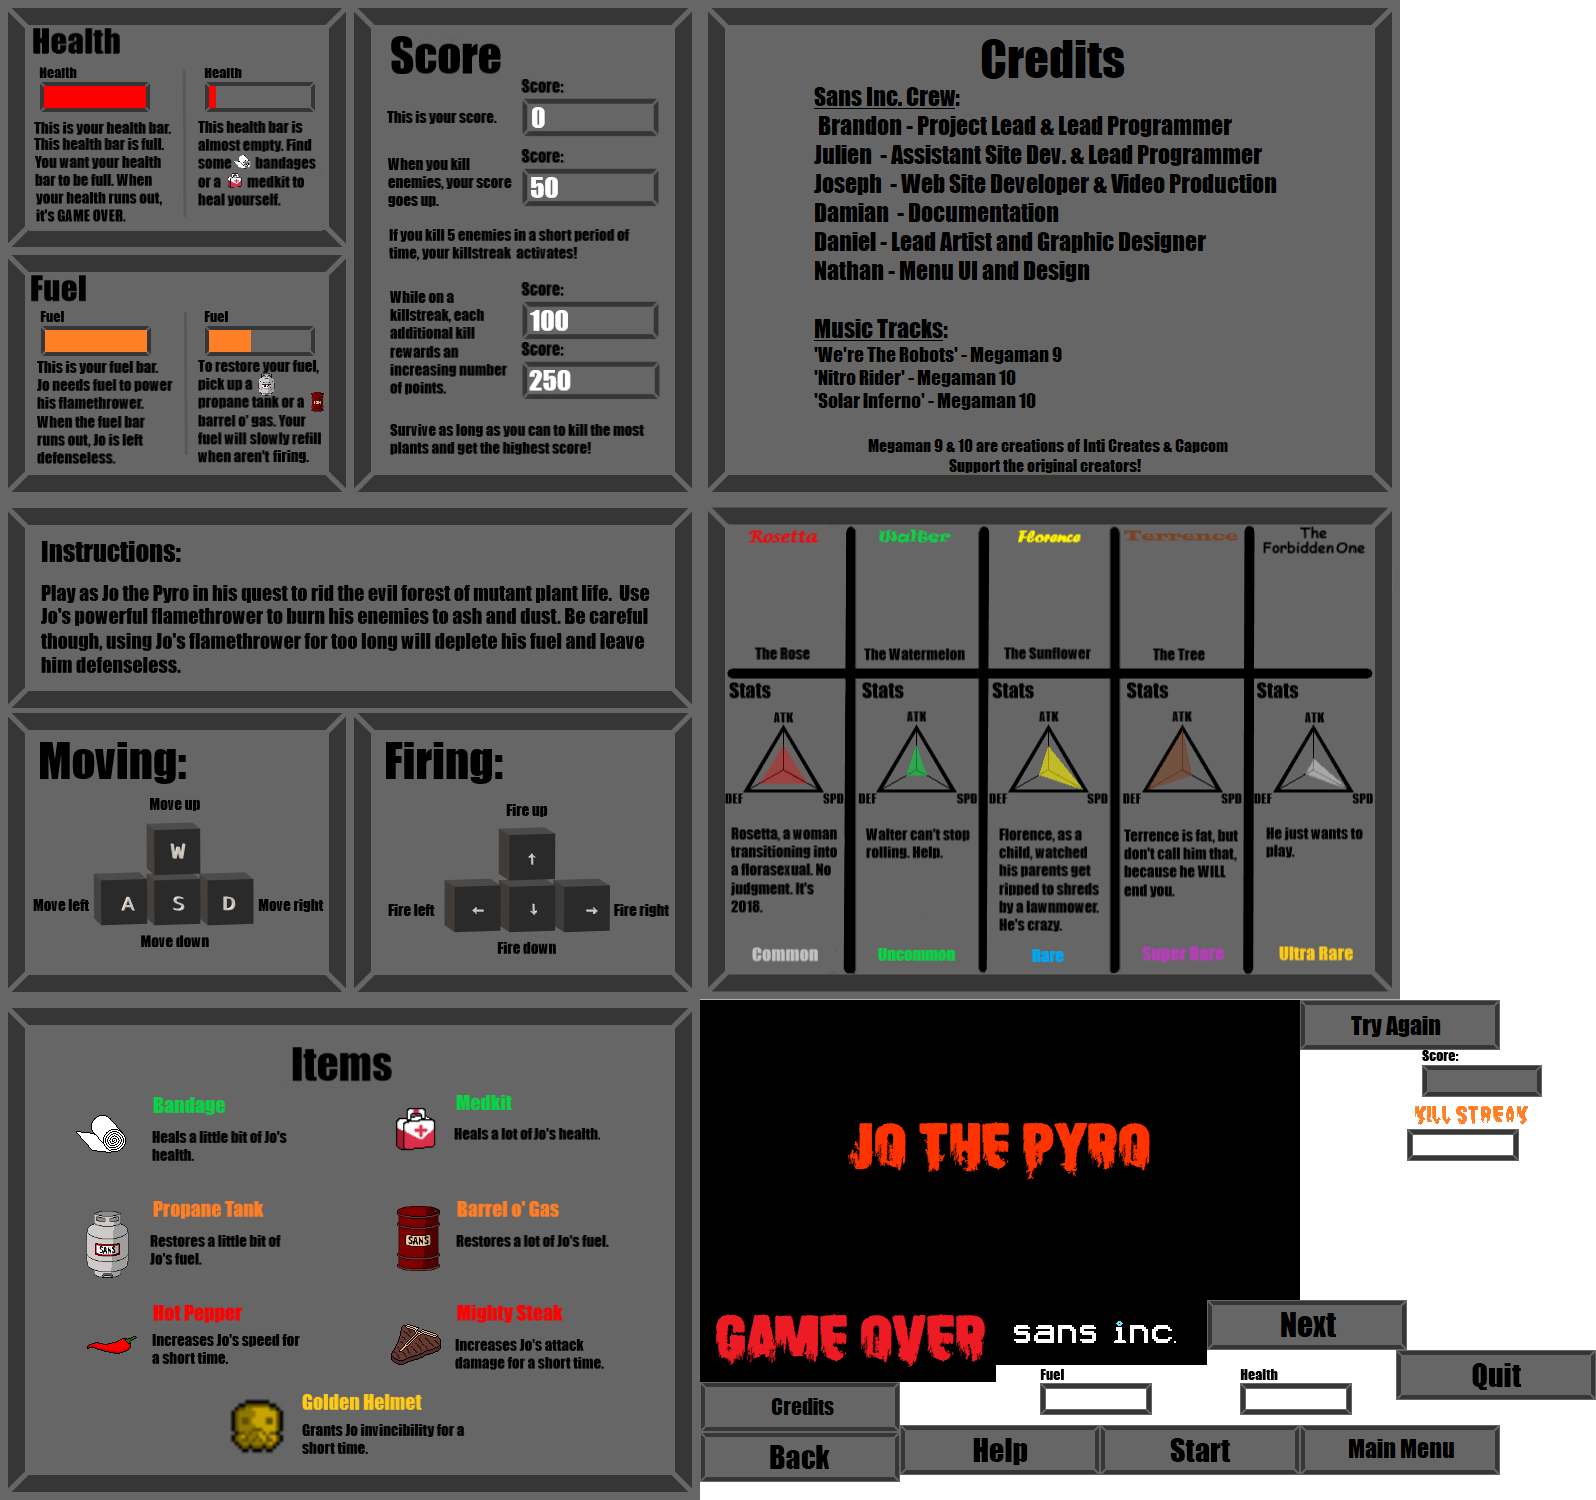 Health
Health
This is your health bar.
This health bar is full.
You want your health
bar to be full. When
your health runs out,
it's GAME OVER.
Health
This health bar is
almost empty. Find
some bandages
or a medkit to
heal yourself.
Fuel
Fuel
This is your fuel bar.
Jo needs fuel to power
his flamethrower.
When the fuel bar
runs out, Jo is left
defenseless.
Fuel
To restore your fuel,
pick up a
propane tank or a
barrel o' gas. Your
fuel will slowly refill
when aren't firing.
Score
This is your score.
Score:
0
When you kill
enemies, your score
goes up.
Score:
50
If you kill 5 enemies in a short period of
time, your killstreak activates!
While on a
killstreak, each
additional kill
rewards an
increasing number
of points.
Score:
100
Score:
250
Survive as long as you can to kill the most
plants and get the highest score!
Credits
Sans Inc. Crew:
Brandon - Project Lead & Lead Programmer
Julien - Assistant Site Dev. & Lead Programmer
Joseph - Web Site Developer & Video Production
Damian - Documentation
Daniel - Lead Artist and Graphic Designer
Nathan - Menu UI and Design
Music Tracks:
'We're The Robots' - Megaman 9
'Nitro Rider' - Megaman 10
'Solar Inferno' - Megaman 10
Megaman 9 & 10 are creations of Inti Creates & Capcom
Support the original creators!
Instructions:
Play as Jo the Pyro in his quest to rid the evil forest of mutant plant life. Use
Jo's powerful flamethrower to burn his enemies to ash and dust. Be careful
though, using Jo's flamethrower for too long will deplete his fuel and leave
him defenseless.
Moving:
Move up
W
Move left
A
S
D
Move right
Move down
Firing:
Fire up
↑
Fire left
←
↓
→
Fire right
Fire down
Rosetta
The Rose
Stats
ATK
DEF
SPD
Rosetta, a woman
transitioning into
a florasexual. No
judgment. It's
2018.
Common
Walter
The Watermelon
Stats
ATK
DEF
SPD
Walter can't stop
rolling. Help.
Uncommon
Florence
The Sunflower
Stats
ATK
DEF
SPD
Florence, as a
child, watched
his parents get
ripped to shreds
by a lawnmower.
He's crazy.
Rare
Terrence
The Tree
Stats
ATK
DEF
SPD
Terrence is fat, but
don't call him that,
because he WILL
end you.
Super Rare
The
Forbidden One
Stats
ATK
DEF
SPD
He just wants to
play.
Ultra Rare
Items
Bandage
Heals a little bit of Jo's
health.
Medkit
Heals a lot of Jo's health.
Propane Tank
Restores a little bit of
Jo's fuel.
SANS
Barrel o' Gas
Restores a lot of Jo's fuel.
SANS
Hot Pepper
Increases Jo's speed for
a short time.
Mighty Steak
Increases Jo's attack
damage for a short time.
Golden Helmet
Grants Jo invincibility for a
short time.
JO THE PYRO
Try Again
Score:
KILL STREAK
GAME OVER
sans inc.
Next
Quit
Fuel
Health
Credits
Back
Help
Start
Main Menu